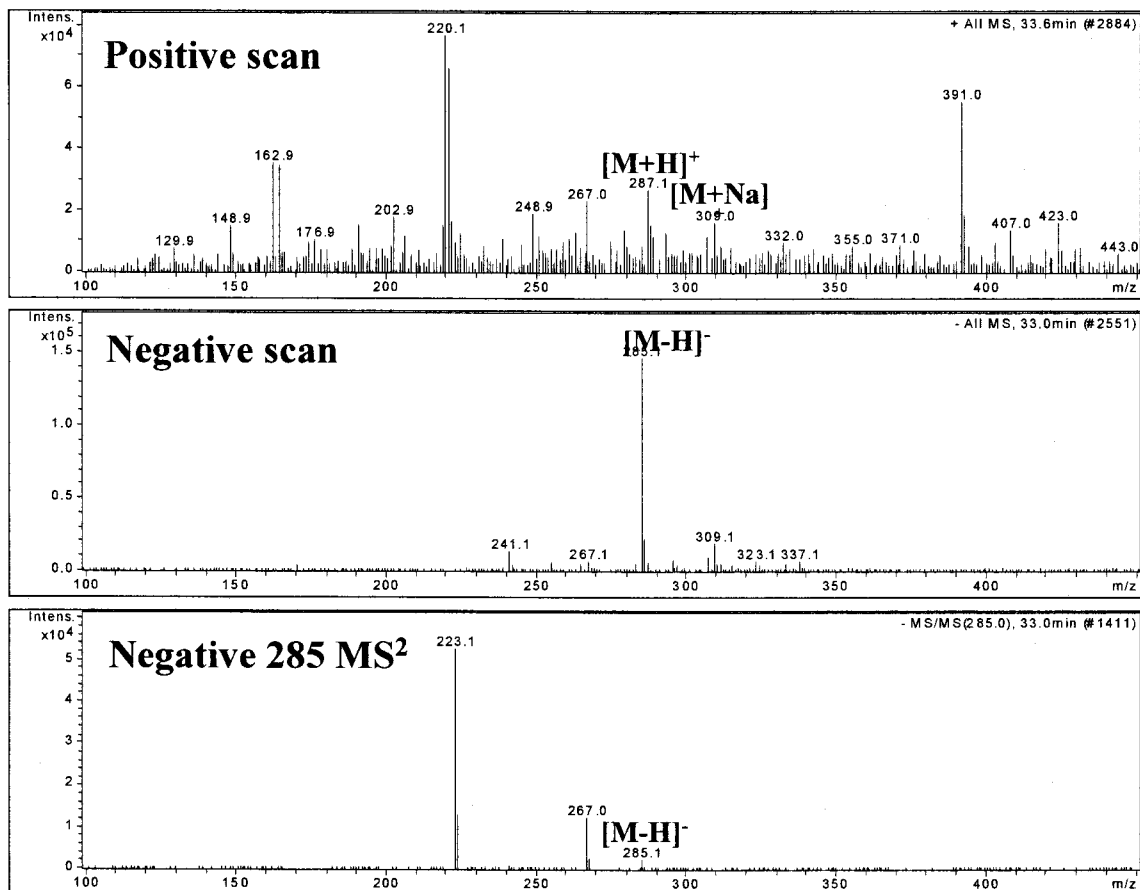 Intens.
x10⁴
+ All MS, 33.6min (#2884)
Positive scan
220.1
6
4
2
0
129.9
148.9
162.9
176.9
202.9
248.9
267.0
[M+H]⁺
287.1
[M+Na]
+
309.0
332.0
355.0
371.0
391.0
407.0
423.0
443.0
100 150 200 250 300 350 400 m/z
Intens.
x10⁵
- All MS, 33.0min (#2551)
Negative scan
[M-H]⁻
285.1
1.5
1.0
0.5
0.0
241.1
267.1
309.1
323.1
337.1
100 150 200 250 300 350 400 m/z
Intens.
x10⁴
- MS/MS(285.0), 33.0min (#1411)
Negative 285 MS²
223.1
5
4
3
2
1
0
267.0
[M-H]⁻
285.1
100 150 200 250 300 350 400 m/z